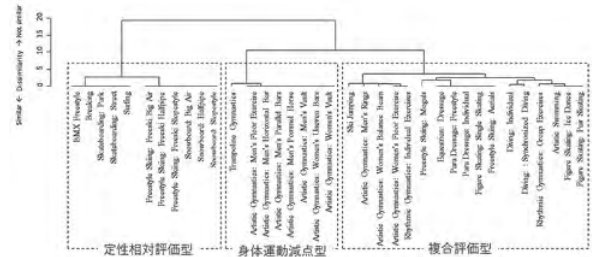 Similar ← Dissimilarity → Not similar
20
15
10
5
0
BMX Freestyle
Breaking
Skateboarding: Park
Skateboarding: Street
Surfing
Freestyle Skiing: Freeski Big Air
Freestyle Skiing: Freeski Halfpipe
Freestyle Skiing: Freeski Slopestyle
Snowboard Big Air
Snowboard Halfpipe
Snowboard Slopestyle
Trampoline Gymnastics
Artistic Gymnastics: Men's Floor Exercise
Artistic Gymnastics: Men's Horizontal Bar
Artistic Gymnastics: Men's Parallel Bars
Artistic Gymnastics: Men's Pommel Horse
Artistic Gymnastics: Women's Uneven Bars
Artistic Gymnastics: Women's Vault
Ski Jumping
Artistic Gymnastics: Men's Rings
Artistic Gymnastics: Women's Balance Beam
Artistic Gymnastics: Women's Floor Exercise
Rhythmic Gymnastics: Individual Exercises
Freestyle Skiing: Moguls
Equestrian: Dressage
Para Dressage: Freestyle
Para Dressage: Individual
Figure Skating: Single Skating
Freestyle Skiing: Aerials
Diving: Individual
Diving: : Synchronized Diving
Rhythmic Gymnastics: Group Exercises
Artistic Swimming
Figure Skating: Ice Dance
Figure Skating: Pair Skating
定性相対評価型
身体運動減点型
複合評価型